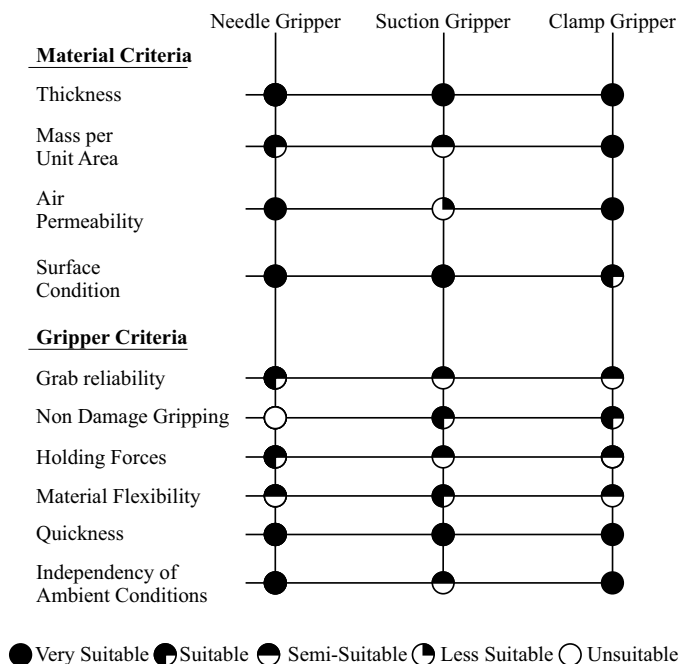 Needle Gripper Suction Gripper Clamp Gripper
Material Criteria
Thickness
Mass per
Unit Area
Air
Permeability
Surface
Condition
Gripper Criteria
Grab reliability
Non Damage Gripping
Holding Forces
Material Flexibility
Quickness
Independency of
Ambient Conditions
Very Suitable Suitable Semi-Suitable Less Suitable Unsuitable